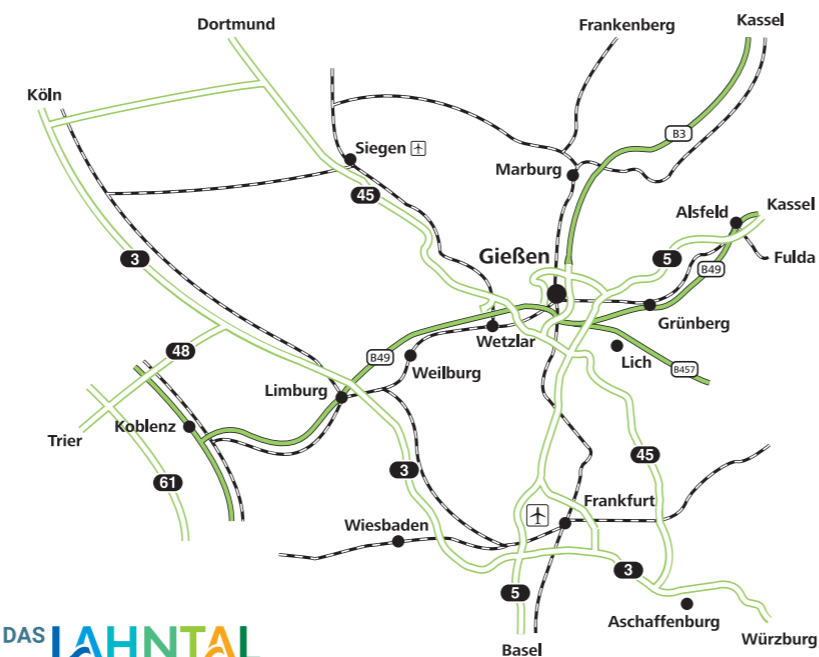 Dortmund
Frankenberg
Kassel
Köln
B3
Siegen
Marburg
45
Alsfeld
Kassel
Gießen
3
5
Fulda
B49
Grünberg
Wetzlar
48
B49
Lich
Weilburg
B457
Limburg
Trier
Koblenz
45
3
61
Frankfurt
Wiesbaden
3
5
Aschaffenburg
Würzburg
Basel
DAS LAHNTAL